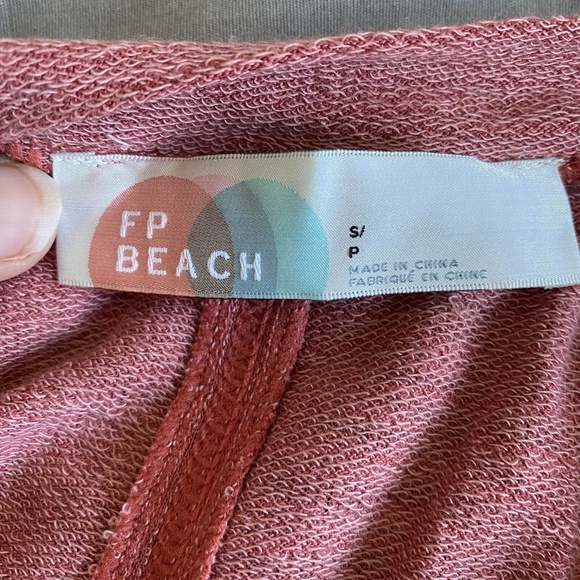 FP
BEACH
S/
P
MADE IN CHINA
FABRIQUÉ EN CHINE